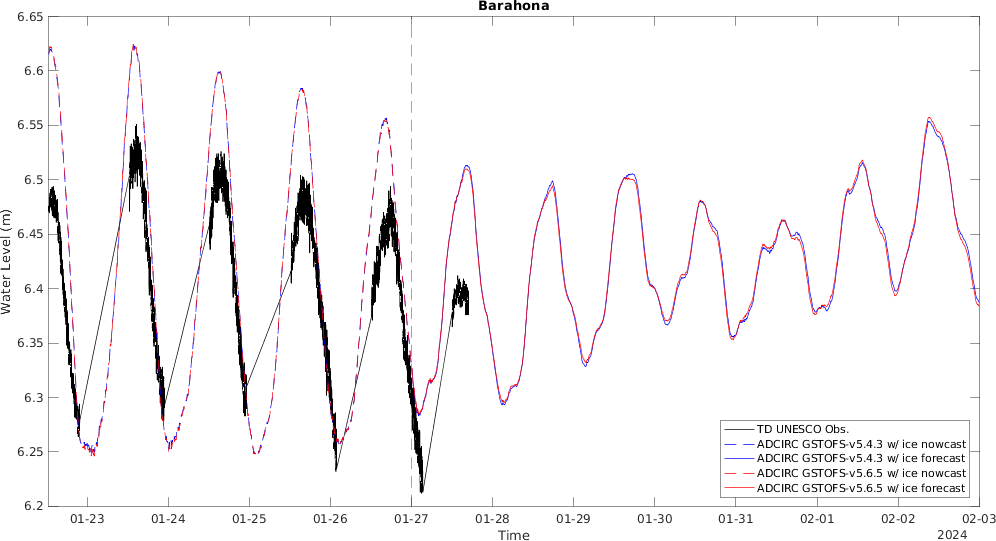 Barahona
6.65
6.6
6.55
6.5
6.45
6.4
6.35
6.3
6.25
6.2
Water Level (m)
TD UNESCO Obs.
ADCIRC GSTOFS-v5.4.3 w/ ice nowcast
ADCIRC GSTOFS-v5.4.3 w/ ice forecast
ADCIRC GSTOFS-v5.6.5 w/ ice nowcast
ADCIRC GSTOFS-v5.6.5 w/ ice forecast
01-23 01-24 01-25 01-26 01-27 01-28 01-29 01-30 01-31 02-01 02-02 02-03
Time
2024